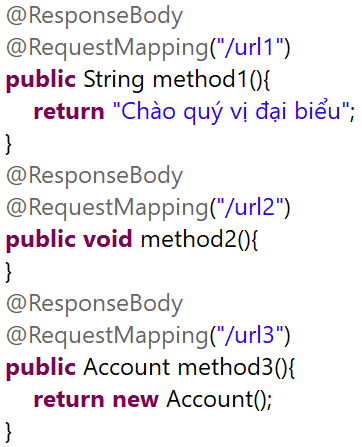 @ResponseBody
@RequestMapping("/url1")
public String method1(){
return "Chào quý vị đại biểu";
}
@ResponseBody
@RequestMapping("/url2")
public void method2(){
}
@ResponseBody
@RequestMapping("/url3")
public Account method3(){
return new Account();
}